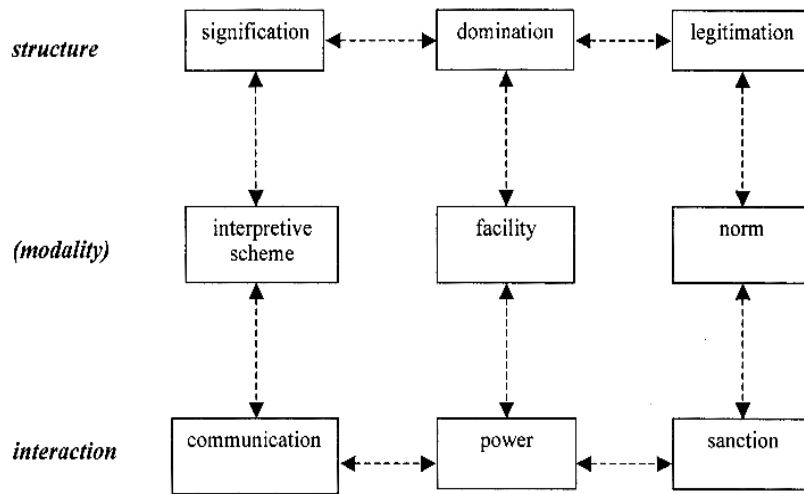 structure
signification
domination
legitimation
(modality)
interpretive
scheme
facility
norm
interaction
communication
power
sanction